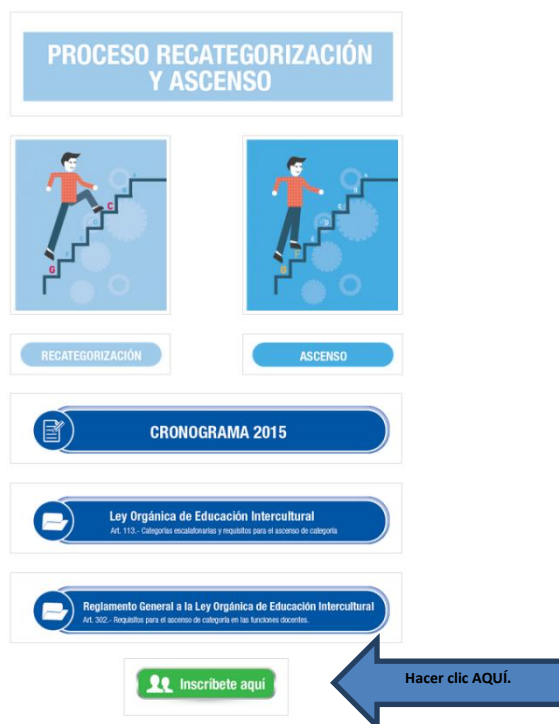 PROCESO RECATEGORIZACIÓN
Y ASCENSO
C
G
G
RECATEGORIZACIÓN
ASCENSO
CRONOGRAMA 2015
Ley Orgánica de Educación Intercultural
Art. 113.- Categorías escalafonarias y requisitos para el ascenso de categoría
Reglamento General a la Ley Orgánica de Educación Intercultural
Art. 302.- Requisitos para el ascenso de categoría en las funciones docentes.
Inscríbete aquí
Hacer clic AQUÍ.